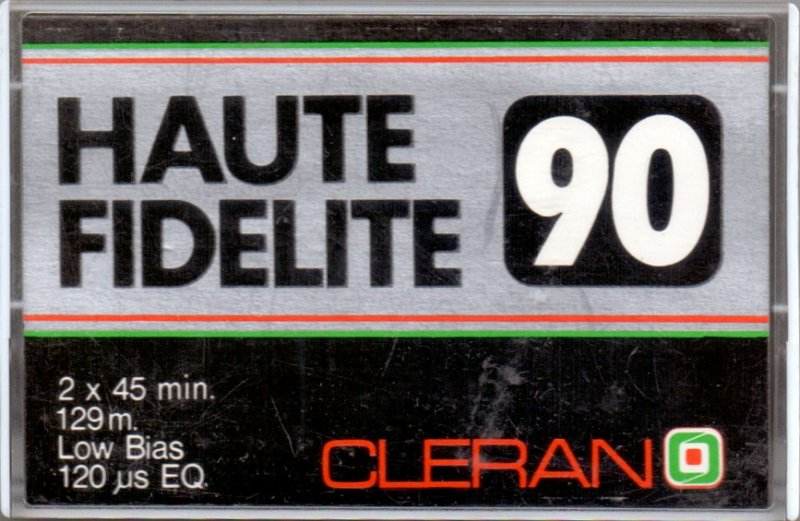 HAUTE
FIDELITE
90
2 x 45 min.
129 m.
Low Bias
120 µs EQ
CLERAN